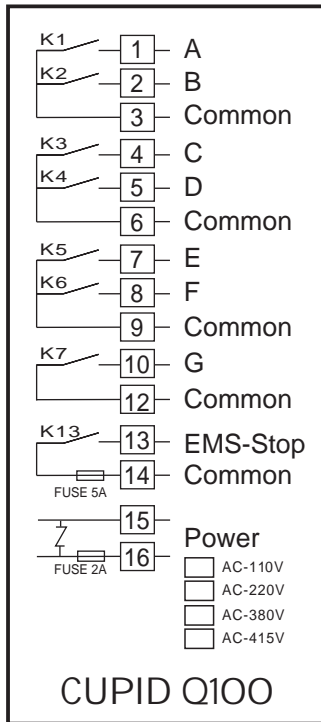 K1 1 A
K2 2 B
3 Common
K3 4 C
K4 5 D
6 Common
K5 7 E
K6 8 F
9 Common
K7 10 G
12 Common
K13 13 EMS-Stop
14 Common
FUSE 5A
15
Power
16
FUSE 2A
AC-110V
AC-220V
AC-380V
AC-415V
CUPID Q100